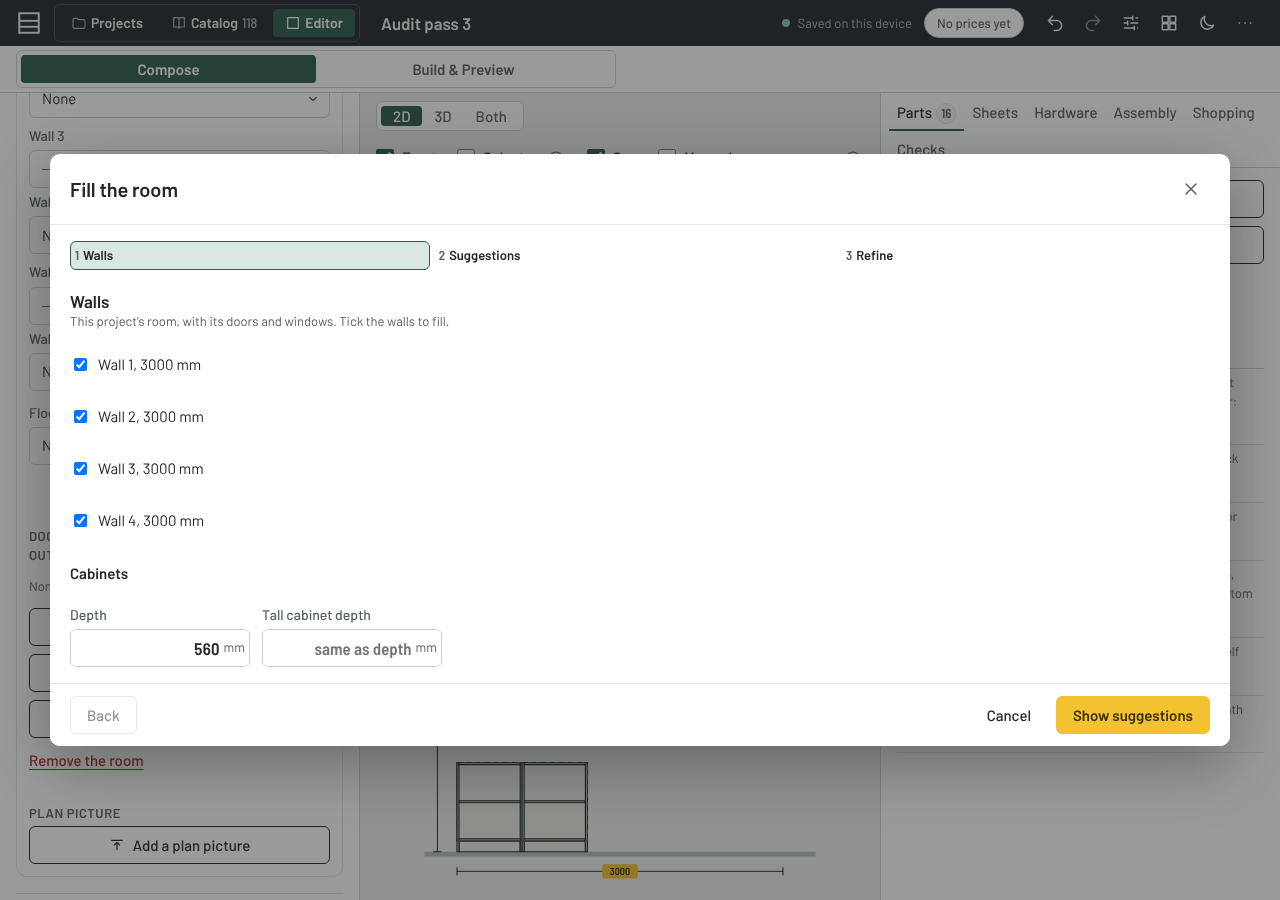 Projects
Catalog 118
Editor
Audit pass 3
Saved on this device
No prices yet
Compose
Build & Preview
None
2D
3D
Both
Parts 16
Sheets
Hardware
Assembly
Shopping
Checks
Wall 3
Fill the room
1 Walls
2 Suggestions
3 Refine
Walls
This project's room, with its doors and windows. Tick the walls to fill.
Wall 1, 3000 mm
Wall 2, 3000 mm
Wall 3, 3000 mm
Wall 4, 3000 mm
Cabinets
Depth
Tall cabinet depth
560 mm
same as depth mm
Back
Cancel
Show suggestions
Remove the room
PLAN PICTURE
Add a plan picture
3000